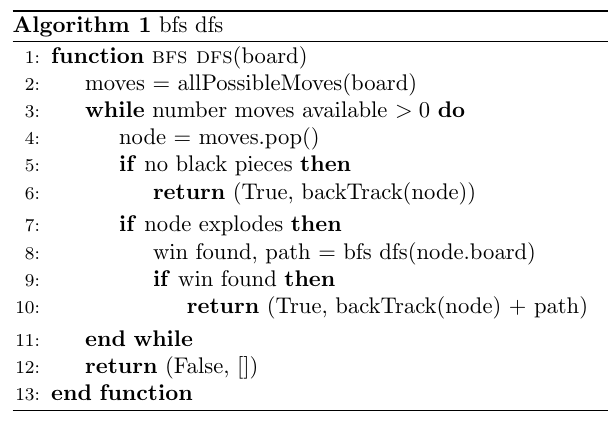 Algorithm 1 bfs dfs
1: function BFS DFS(board)
2: moves = allPossibleMoves(board)
3: while number moves available > 0 do
4: node = moves.pop()
5: if no black pieces then
6: return (True, backTrack(node))
7: if node explodes then
8: win found, path = bfs dfs(node.board)
9: if win found then
10: return (True, backTrack(node) + path)
11: end while
12: return (False, [])
13: end function